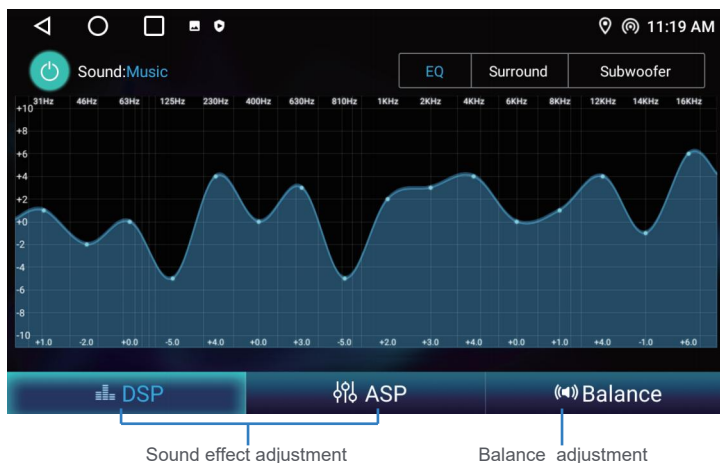 11:19 AM
Sound:Music
EQ Surround Subwoofer
31Hz 46Hz 63Hz 125Hz 230Hz 400Hz 630Hz 810Hz 1KHz 2KHz 4KHz 6KHz 8KHz 12KHz 14KHz 16KHz
+10
+8
+6
+4
+2
+0
-2
-4
-6
-8
-10
+1.0 -2.0 +0.0 -5.0 +4.0 +0.0 +3.0 -5.0 +2.0 +3.0 +4.0 +0.0 +1.0 +4.0 -1.0 +6.0
DSP ASP Balance
Sound effect adjustment Balance adjustment